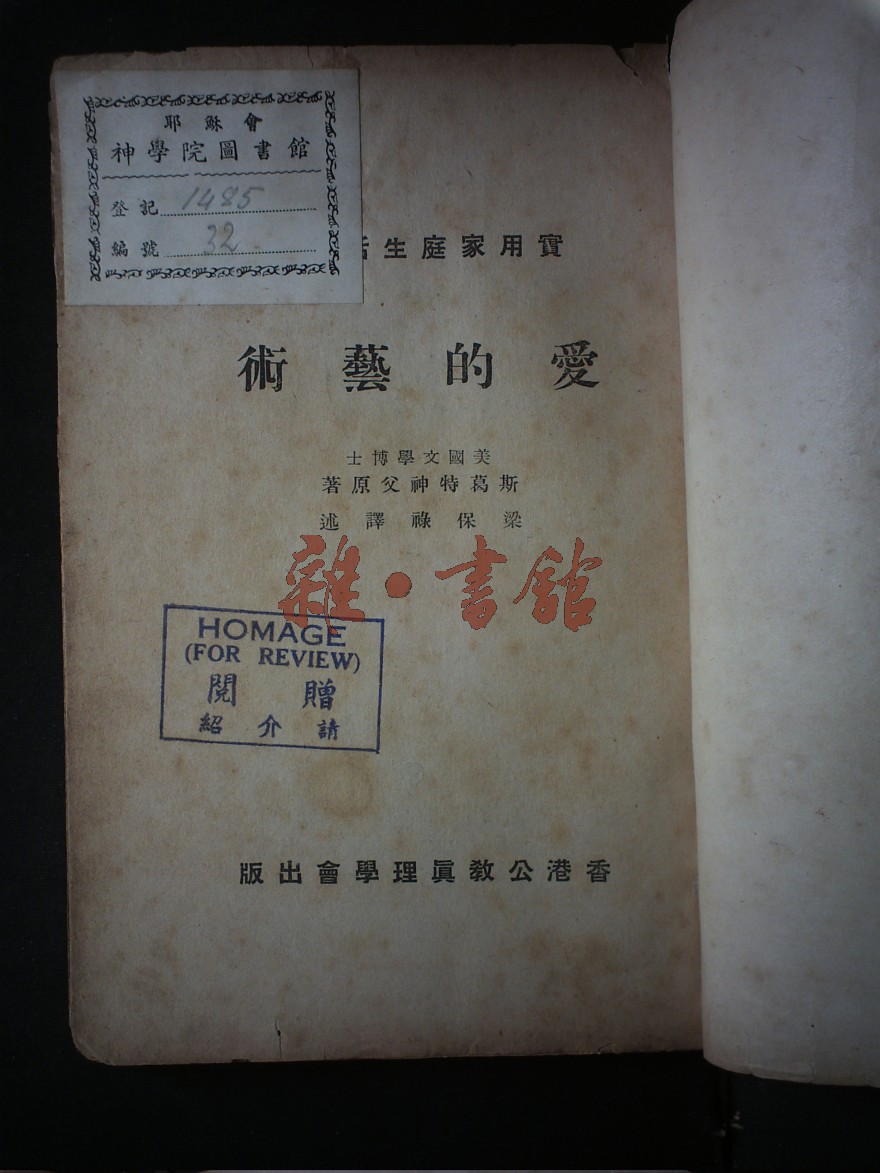 耶穌會
神學院圖書館
登記 1485
編號 32
實用家庭生
愛的藝術
美國文學博士
斯葛特神父原著
梁保祿譯述
雜·書館
HOMAGE
(FOR REVIEW)
贈閱
請介紹
香港公教眞理學會出版